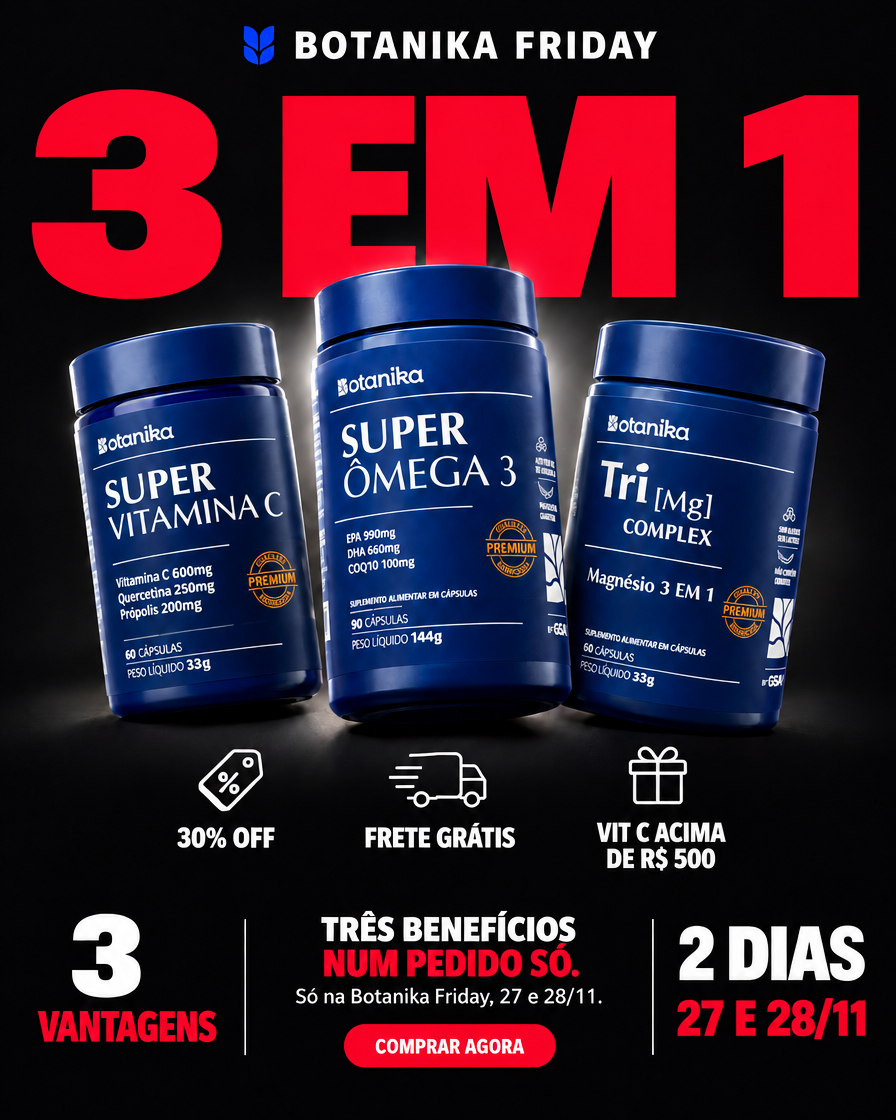 BOTANIKA FRIDAY
3 EM 1
Botanika
SUPER
VITAMINA C
Vittamina C 600mg
Quercetina 250mg
Própolis 200mg
PREMIUM
60 CÁPSULAS
PESO LÍQUIDO 33g
Botanika
SUPER
ÔMEGA 3
EPA 990mg
DHA 660mg
COQ10 100mg
PREMIUM
SUPLEMENTO ALIMENTAR EM CÁPSULAS
90 CÁPSULAS
PESO LÍQUIDO 144g
BY GSA
Botanika
Tri [Mg]
COMPLEX
Magnésio 3 EM 1
PREMIUM
SUPLEMENTO ALIMENTAR EM CÁPSULAS
60 CÁPSULAS
PESO LÍQUIDO 33g
BY GSA
30% OFF
FRETE GRÁTIS
VIT C ACIMA
DE R$ 500
3
VANTAGENS
TRÊS BENEFÍCIOS
NUM PEDIDO SÓ.
Só na Botanika Friday, 27 e 28/11.
COMPRAR AGORA
2 DIAS
27 E 28/11